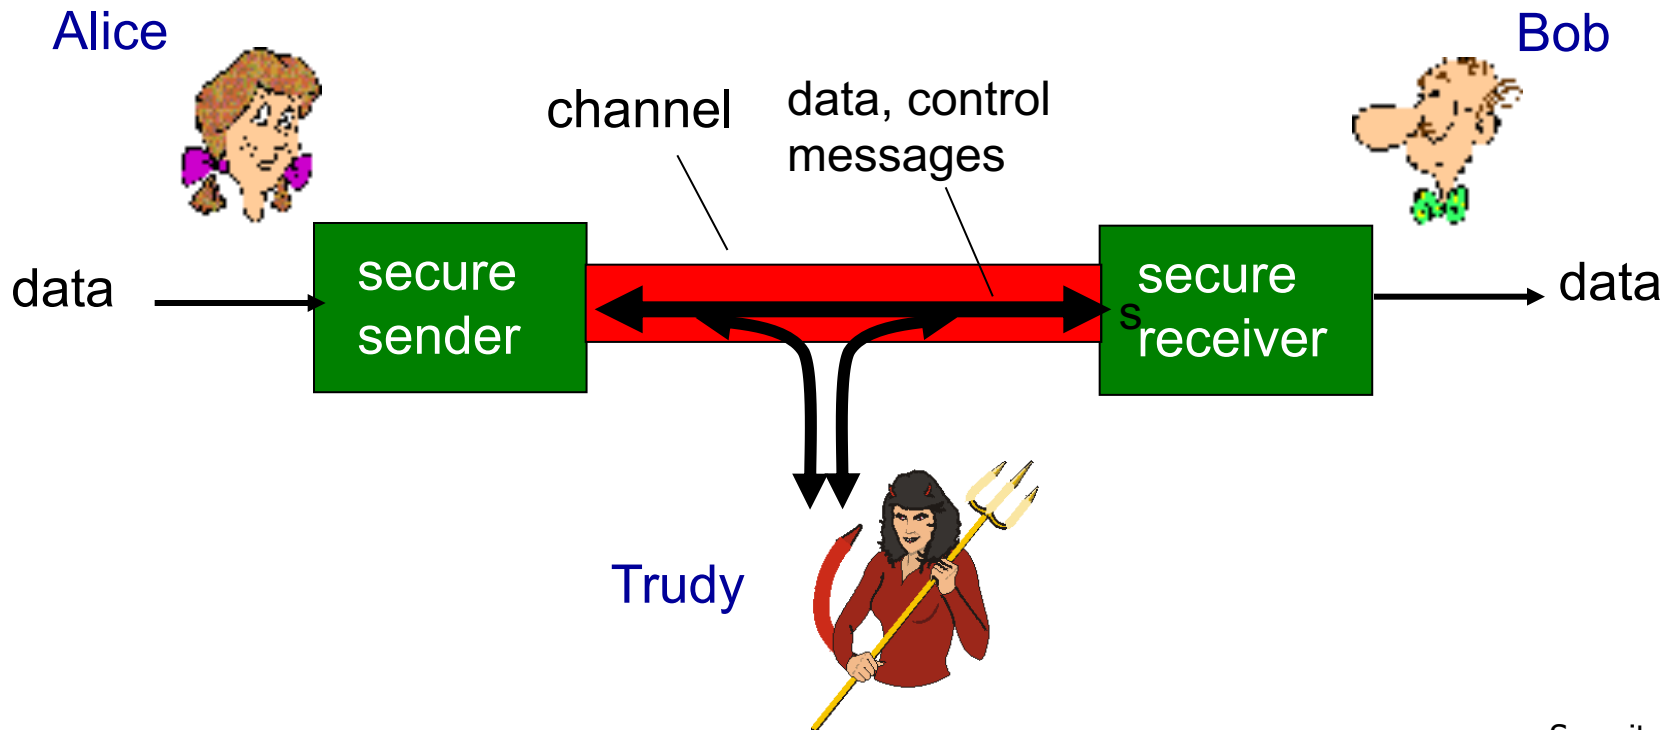 Alice
Bob
channel
data, control
messages
data
secure
sender
s
secure
receiver
data
Trudy